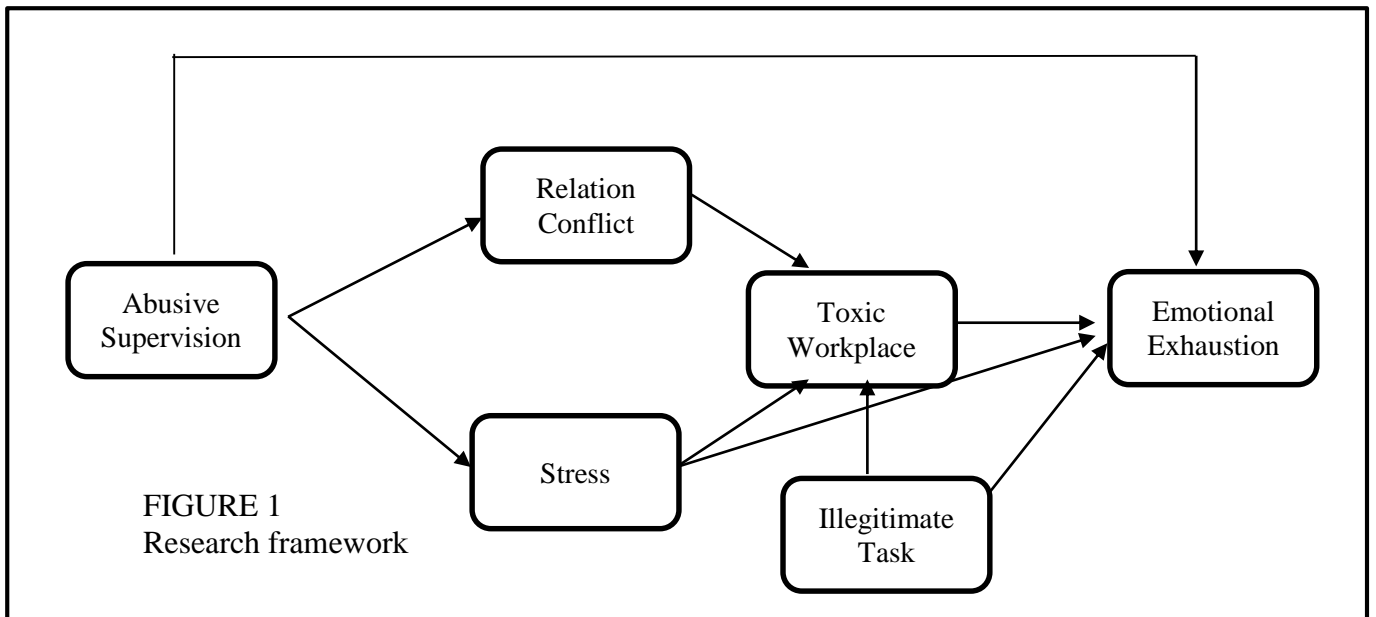 Relation
Conflict
Abusive
Supervision
Toxic
Workplace
Emotional
Exhaustion
Stress
Illegitimate
Task
FIGURE 1
Research framework